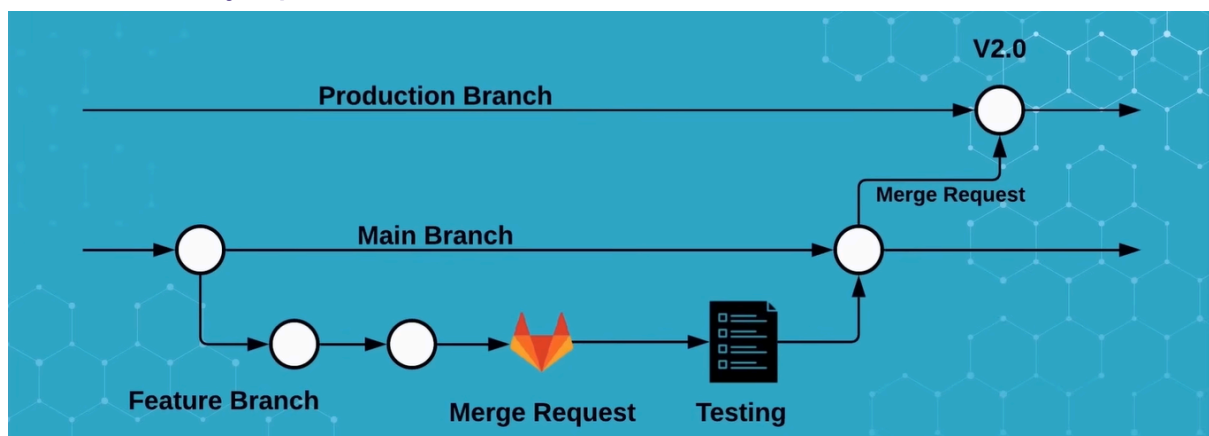 V2.0
Production Branch
Merge Request
Main Branch
Feature Branch
Merge Request
Testing